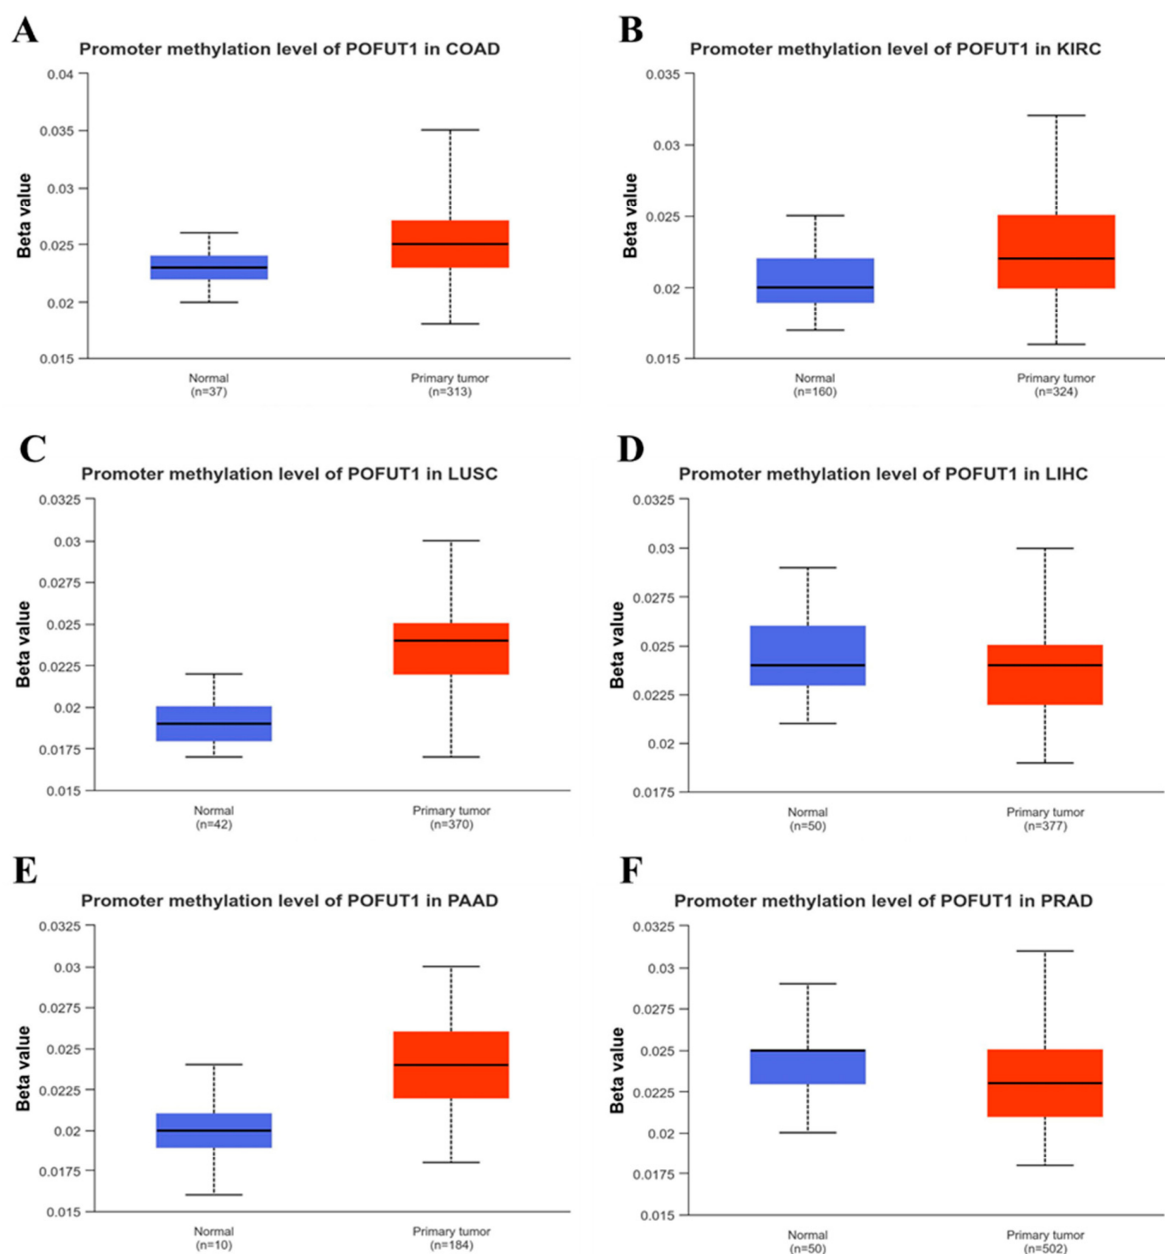 A
Promoter methylation level of POFUT1 in COAD
Beta value
0.04
0.035
0.03
0.025
0.02
0.015
Normal
(n=37)
Primary tumor
(n=313)
B
Promoter methylation level of POFUT1 in KIRC
Beta value
0.035
0.03
0.025
0.02
0.015
Normal
(n=160)
Primary tumor
(n=324)
C
Promoter methylation level of POFUT1 in LUSC
Beta value
0.0325
0.03
0.0275
0.025
0.0225
0.02
0.0175
0.015
Normal
(n=42)
Primary tumor
(n=370)
D
Promoter methylation level of POFUT1 in LIHC
Beta value
0.0325
0.03
0.0275
0.025
0.0225
0.02
0.0175
Normal
(n=50)
Primary tumor
(n=377)
E
Promoter methylation level of POFUT1 in PAAD
Beta value
0.0325
0.03
0.0275
0.025
0.0225
0.02
0.0175
0.015
Normal
(n=10)
Primary tumor
(n=184)
F
Promoter methylation level of POFUT1 in PRAD
Beta value
0.0325
0.03
0.0275
0.025
0.0225
0.02
0.0175
0.015
Normal
(n=50)
Primary tumor
(n=502)